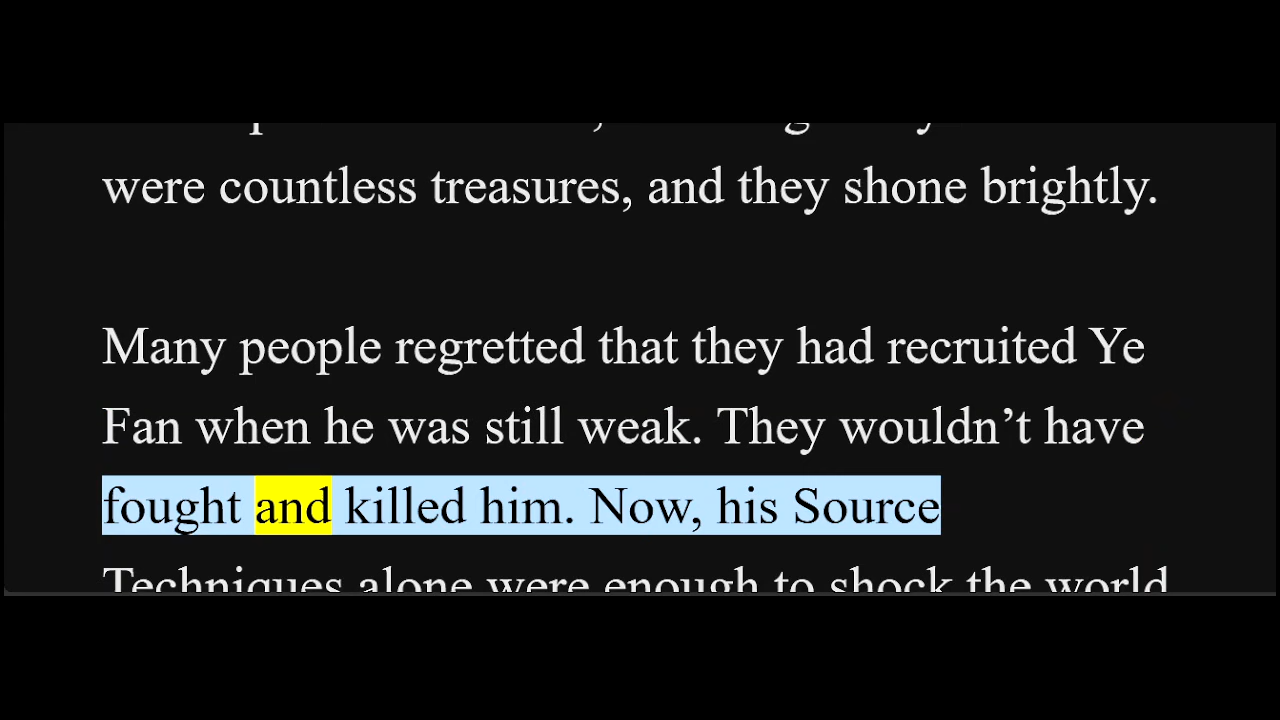 were countless treasures, and they shone brightly.
Many people regretted that they had recruited Ye
Fan when he was still weak. They wouldn’t have
fought and killed him. Now, his Source
Techniques alone were enough to shock the world